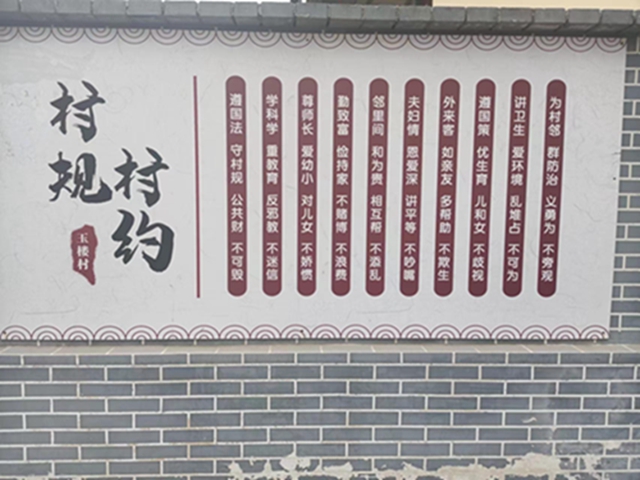 村规
村约
玉楼村
遵国法 守村规 公共财 不可毁
学科学 重教育 反邪教 不迷信
尊师长 爱幼小 对儿女 不娇惯
勤致富 俭持家 不赌博 不浪费
邻里间 和为贵 相互帮 不添乱
夫妇情 恩爱深 讲平等 不吵嘴
外来客 如亲友 多帮助 不欺生
遵国策 优生育 儿和女 不歧视
讲卫生 爱环境 乱堆占 不可为
为村邻 群防治 义勇为 不旁观